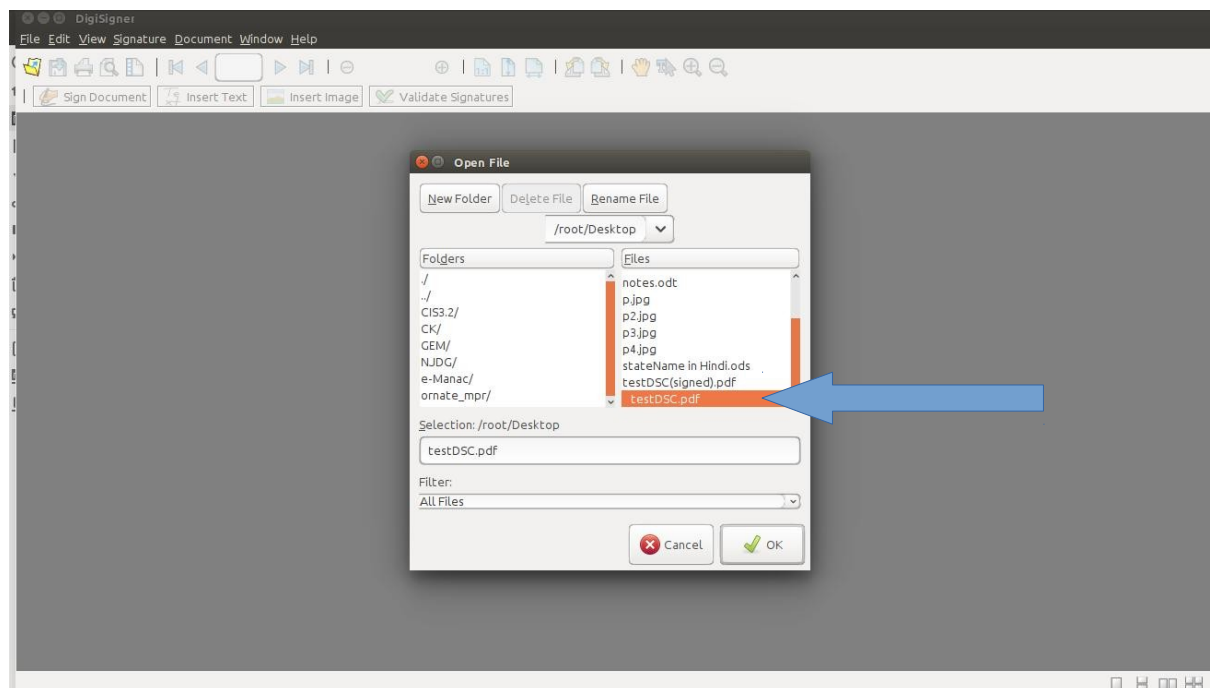 DigiSigner
File Edit View Signature Document Window Help
Sign Document Insert Text Insert Image Validate Signatures
Open File
New Folder Delete File Rename File
/root/Desktop
Folders
./
../
CIS3.2/
CK/
GEM/
NJDG/
e-Manac/
ornate_mpr/
Files
notes.odt
p.jpg
p2.jpg
p3.jpg
p4.jpg
stateName in Hindi.ods
testDSC(signed).pdf
testDSC.pdf
Selection: /root/Desktop
testDSC.pdf
Filter:
All Files
Cancel OK